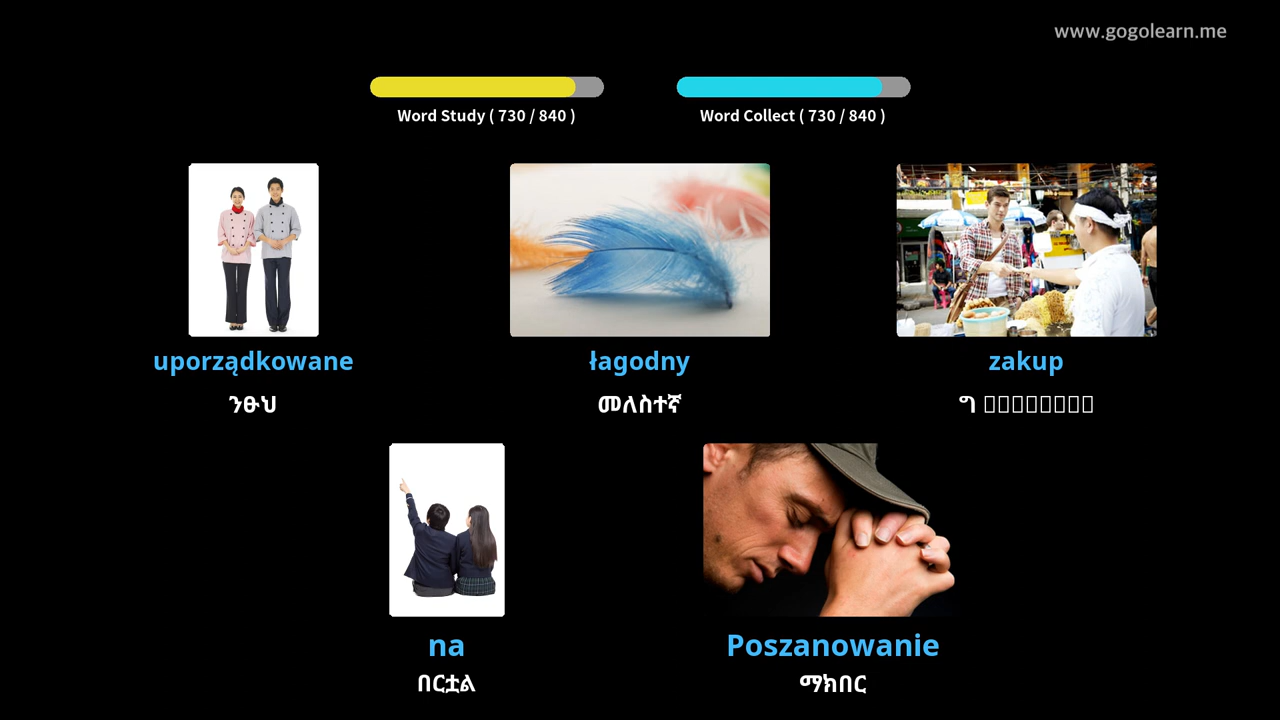 www.gogolearn.me
Word Study ( 730 / 840 )
Word Collect ( 730 / 840 )
uporządkowane
ንፁህ
łagodny
መለስተኛ
zakup
ግ
na
በርቷል
Poszanowanie
ማክበር